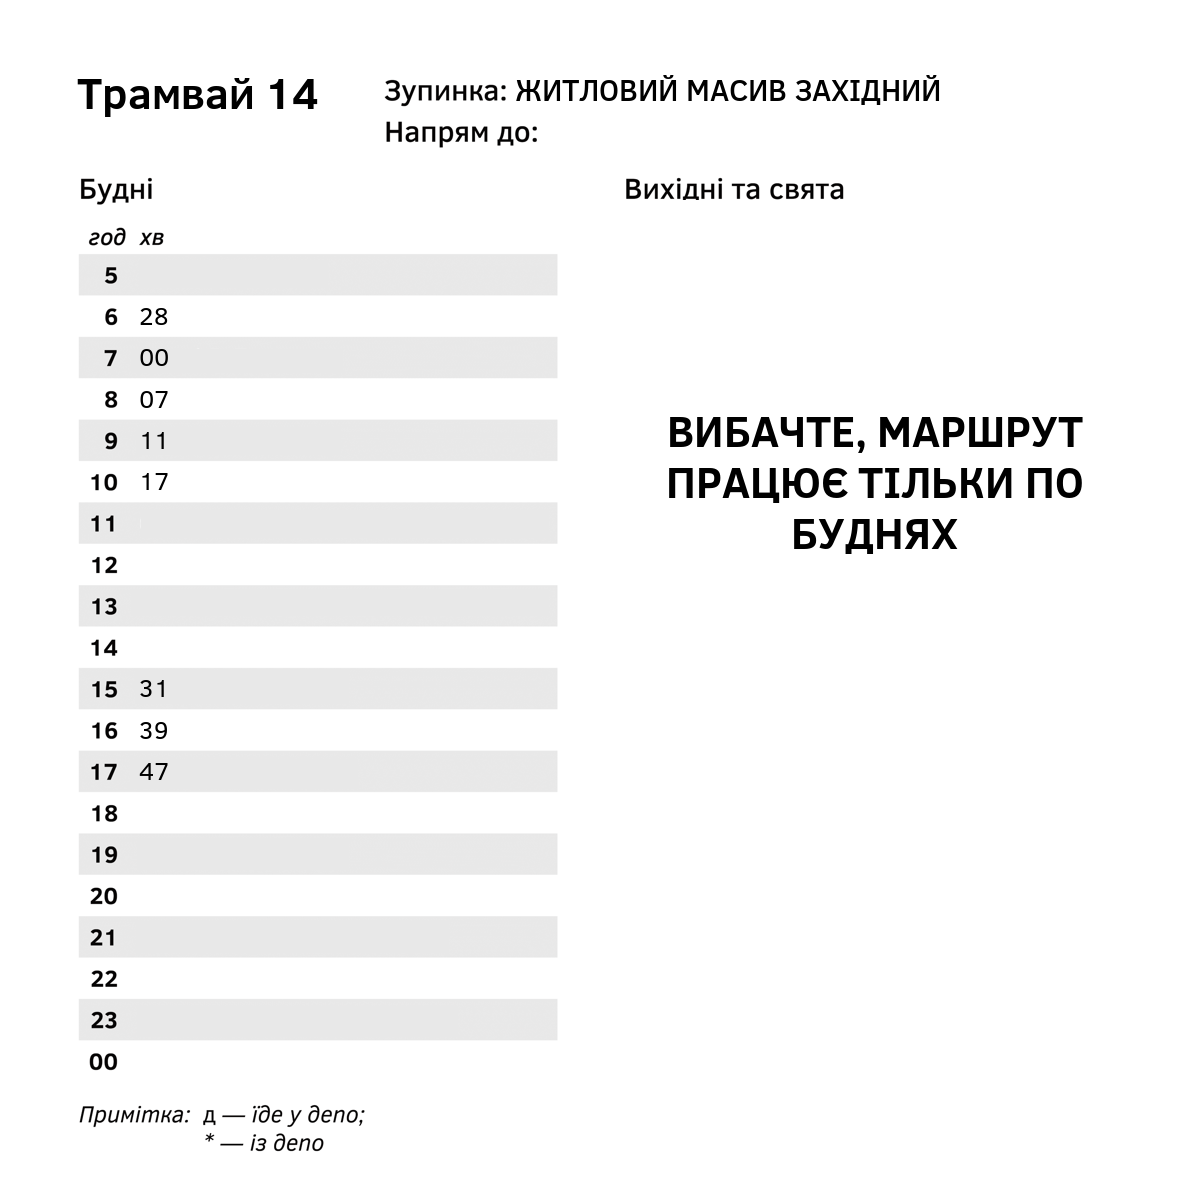 Трамвай 14
Зупинка: ЖИТЛОВИЙ МАСИВ ЗАХІДНИЙ
Напрям до:
Будні
год хв
5
6 28
7 00
8 07
9 11
10 17
11
12
13
14
15 31
16 39
17 47
18
19
20
21
22
23
00
Вихідні та свята
ВИБАЧТЕ, МАРШРУТ
ПРАЦЮЄ ТІЛЬКИ ПО
БУДНЯХ
Примітка: д — їде у депо;
* — із депо